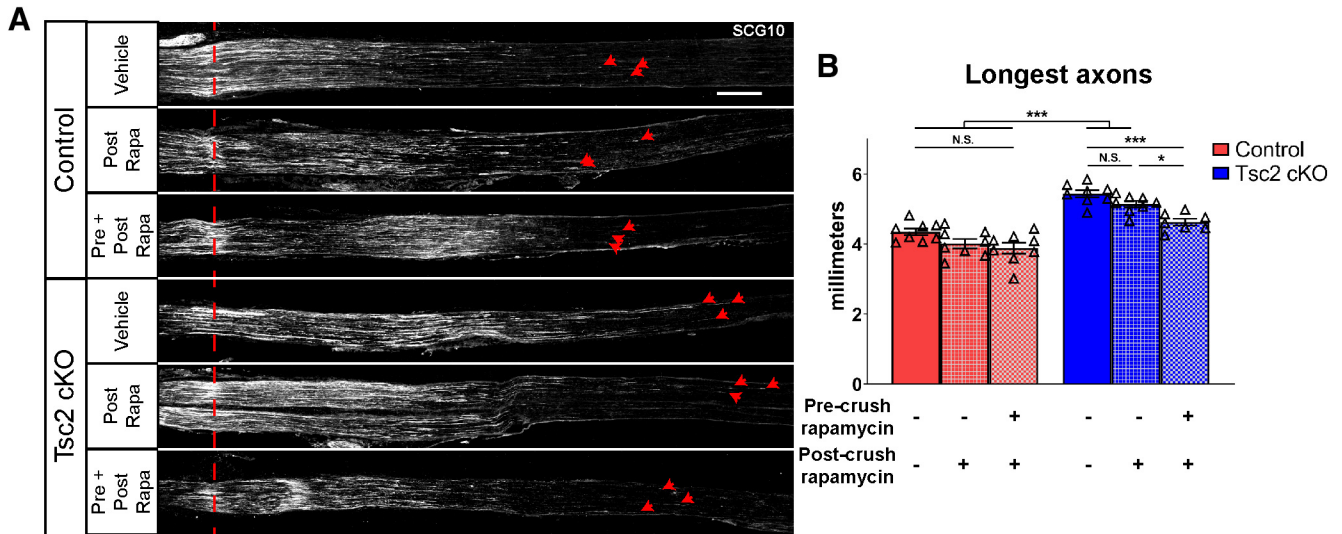 A
Control
Vehicle
SCG10
Post
Rapa
Pre +
Post
Rapa
Tsc2 cKO
Vehicle
Post
Rapa
Pre +
Post
Rapa
B
Longest axons
***
***
N.S.
N.S.
*
Control
Tsc2 cKO
millimeters
6
4
2
0
Pre-crush
rapamycin
- - + - - +
Post-crush
rapamycin
- + + - + +